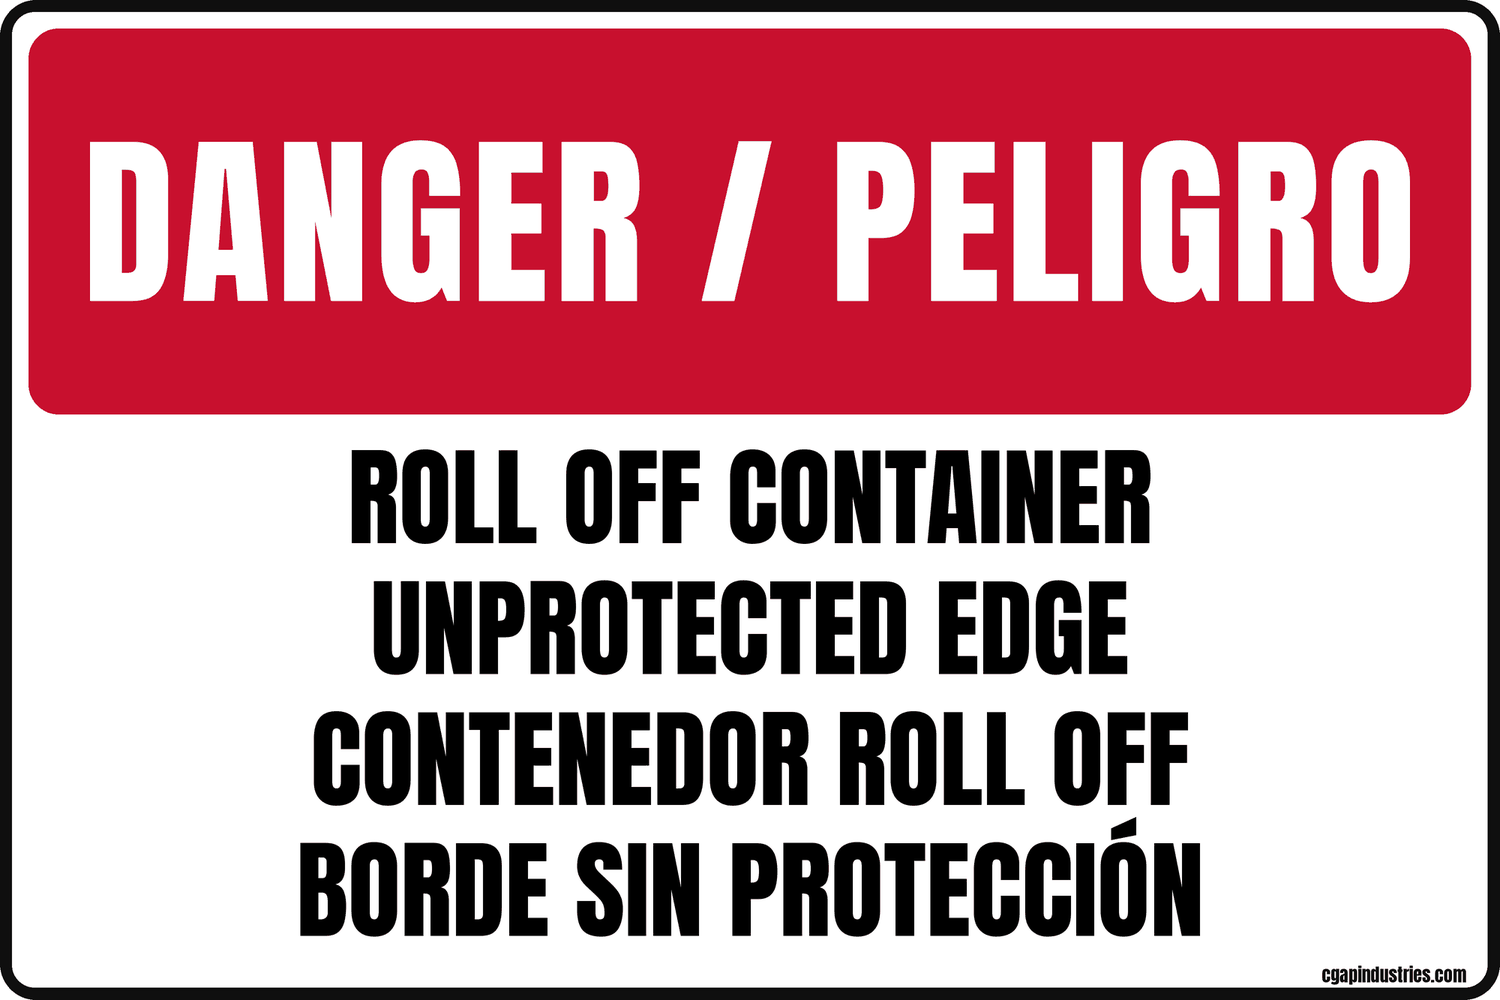 DANGER / PELIGRO
ROLL OFF CONTAINER
UNPROTECTED EDGE
CONTENEDOR ROLL OFF
BORDE SIN PROTECCIÓN
cgapindustries.com